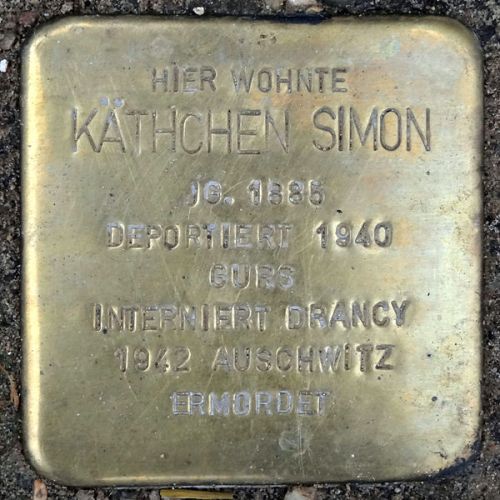 HIER WOHNTE
KÄTHCHEN SIMON
JG. 1885
DEPORTIERT 1940
GURS
INTERNIERT DRANCY
1942 AUSCHWITZ
ERMORDET